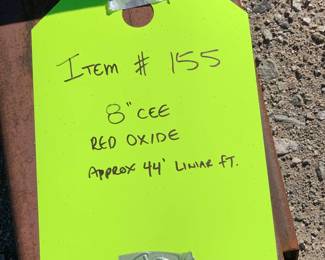 ITEM # 155
8" CEE
RED OXIDE
APPROX 44' LINIAR FT.